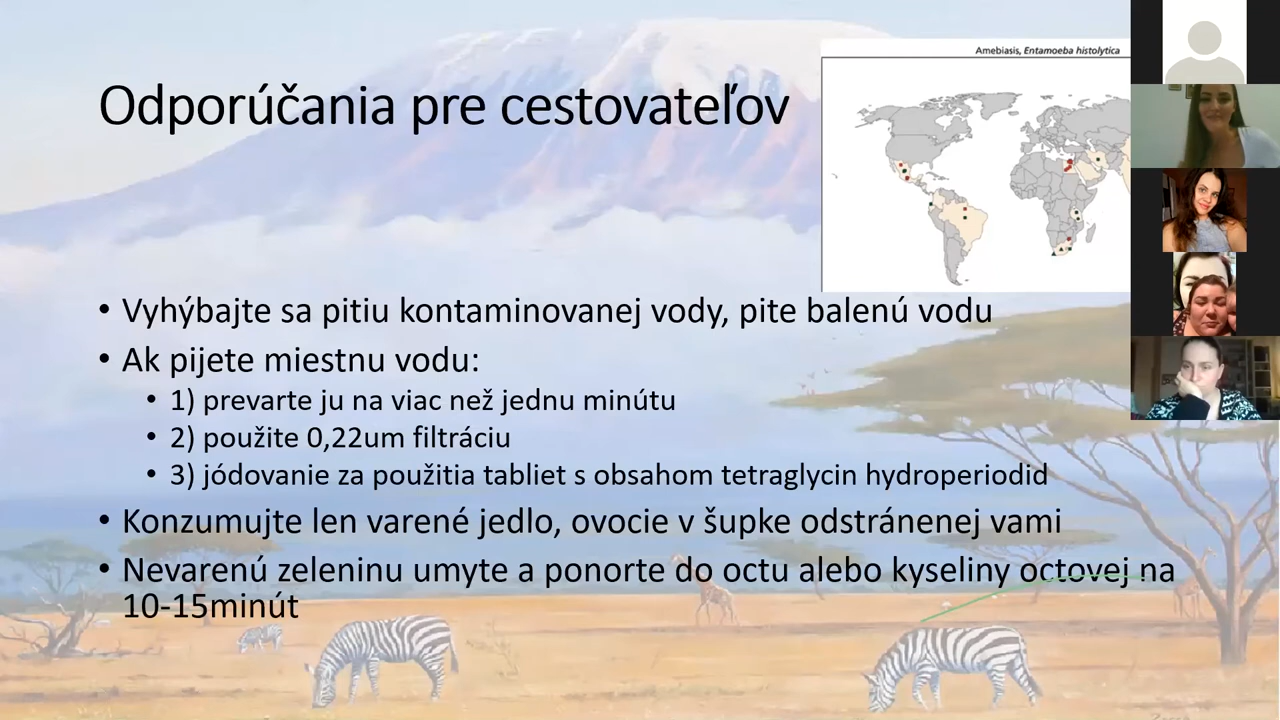 Amebiasis, Entamoeba histolytica
Odporúčania pre cestovateľov
• Vyhýbajte sa pitiu kontaminovanej vody, pite balenú vodu
• Ak pijete miestnu vodu:
• 1) prevarte ju na viac než jednu minútu
• 2) použite 0,22um filtráciu
• 3) jódovanie za použitia tabliet s obsahom tetraglycin hydroperiodid
• Konzumujte len varené jedlo, ovocie v šupke odstránenej vami
• Nevarenú zeleninu umyte a ponorte do octu alebo kyseliny octovej na
10-15minút